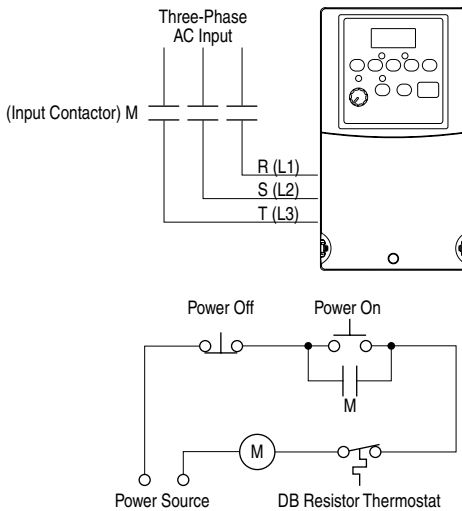 Three-Phase
AC Input
(Input Contactor) M
R (L1)
S (L2)
T (L3)
Power Off
Power On
M
M
Power Source
DB Resistor Thermostat